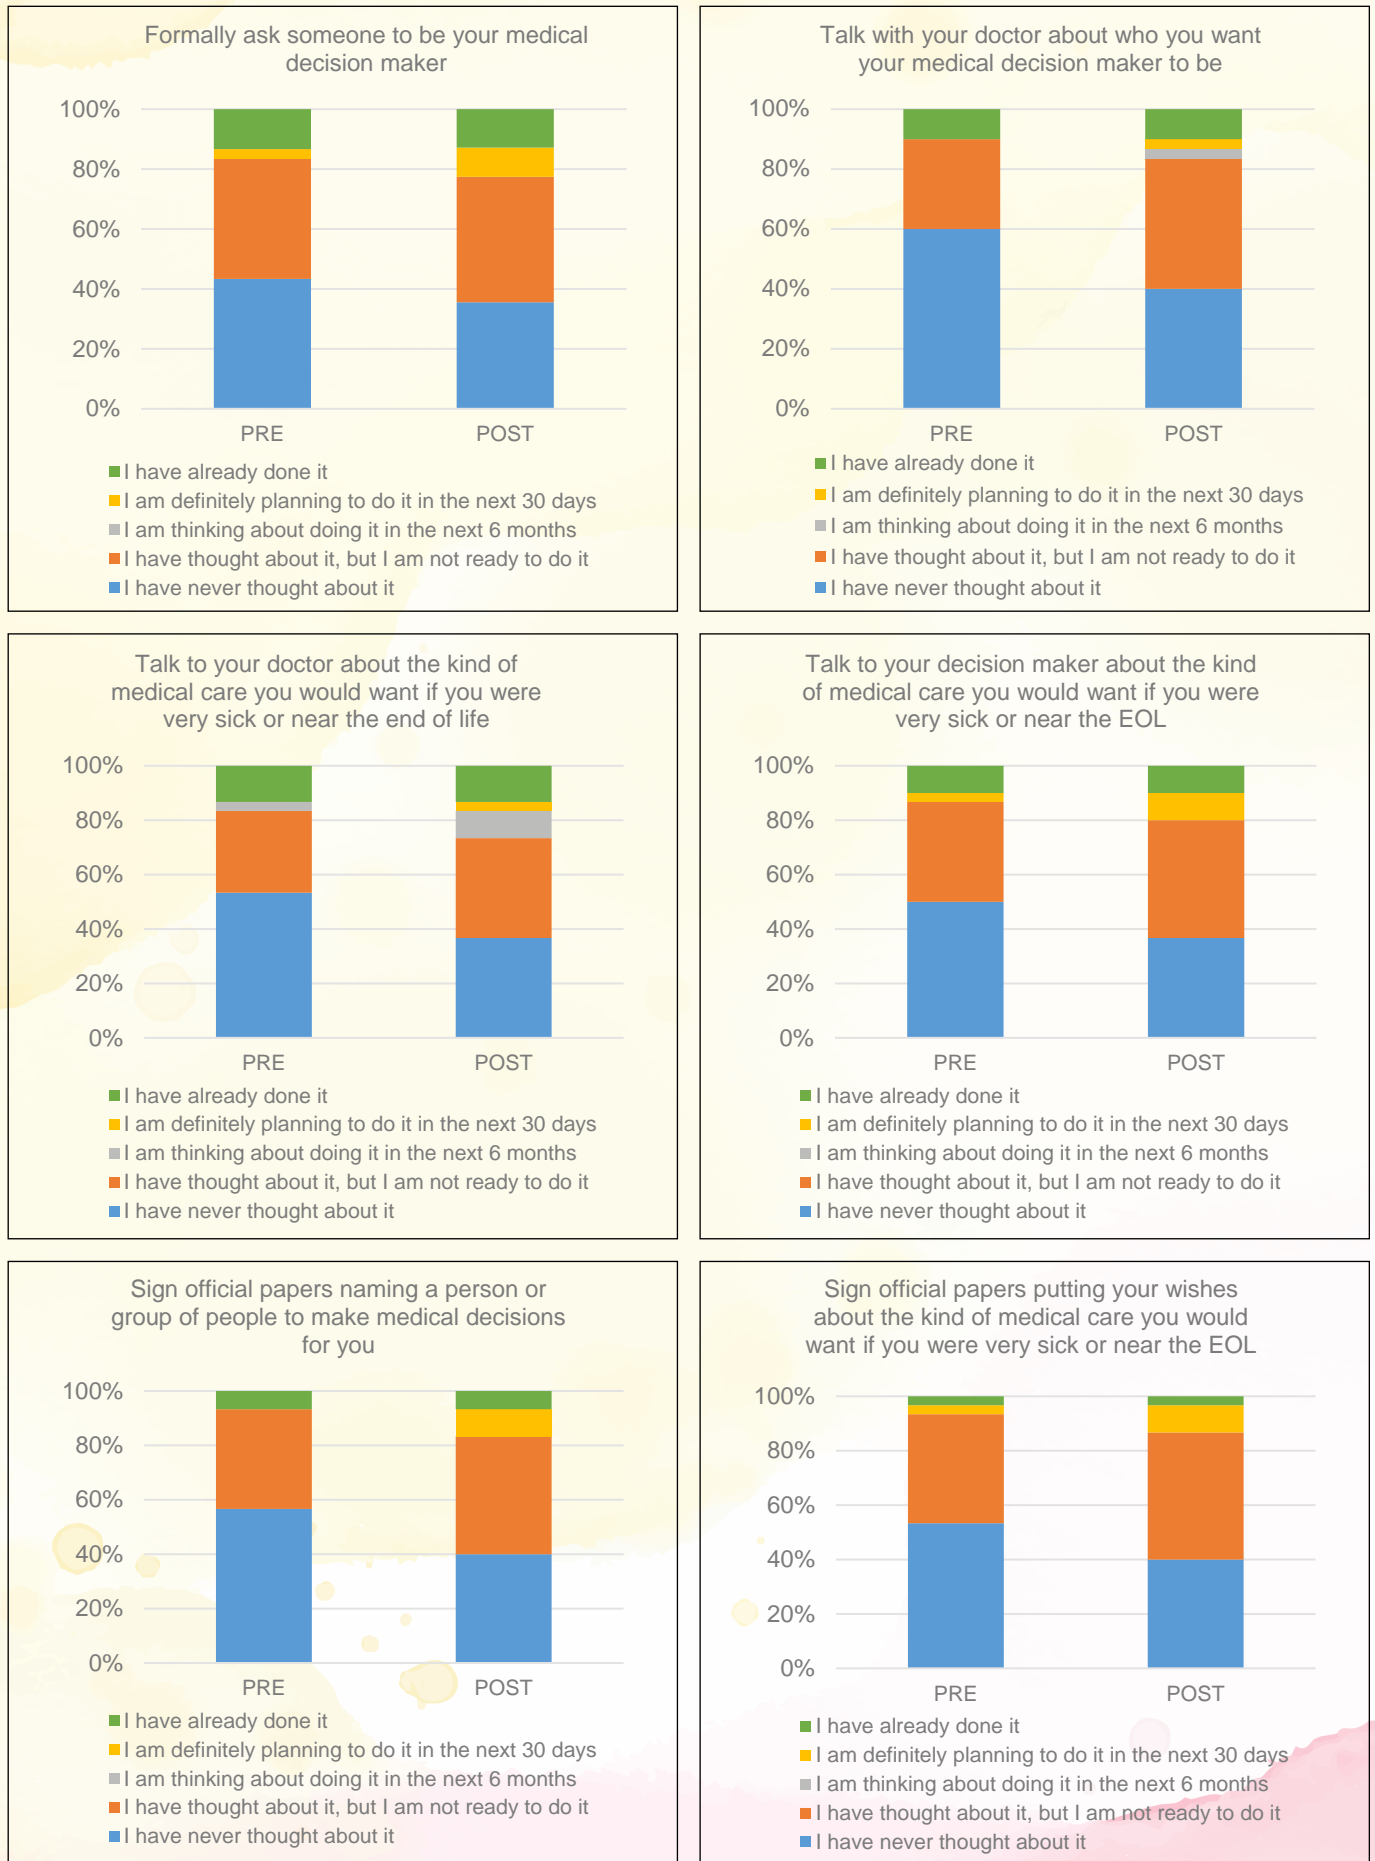 Formally ask someone to be your medical
decision maker
100%
80%
60%
40%
20%
0%
PRE
POST
I have already done it
I am definitely planning to do it in the next 30 days
I am thinking about doing it in the next 6 months
I have thought about it, but I am not ready to do it
I have never thought about it
Talk with your doctor about who you want
your medical decision maker to be
100%
80%
60%
40%
20%
0%
PRE
POST
I have already done it
I am definitely planning to do it in the next 30 days
I am thinking about doing it in the next 6 months
I have thought about it, but I am not ready to do it
I have never thought about it
Talk to your doctor about the kind of
medical care you would want if you were
very sick or near the end of life
100%
80%
60%
40%
20%
0%
PRE
POST
I have already done it
I am definitely planning to do it in the next 30 days
I am thinking about doing it in the next 6 months
I have thought about it, but I am not ready to do it
I have never thought about it
Talk to your decision maker about the kind
of medical care you would want if you were
very sick or near the EOL
100%
80%
60%
40%
20%
0%
PRE
POST
I have already done it
I am definitely planning to do it in the next 30 days
I am thinking about doing it in the next 6 months
I have thought about it, but I am not ready to do it
I have never thought about it
Sign official papers naming a person or
group of people to make medical decisions
for you
100%
80%
60%
40%
20%
0%
PRE
POST
I have already done it
I am definitely planning to do it in the next 30 days
I am thinking about doing it in the next 6 months
I have thought about it, but I am not ready to do it
I have never thought about it
Sign official papers putting your wishes
about the kind of medical care you would
want if you were very sick or near the EOL
100%
80%
60%
40%
20%
0%
PRE
POST
I have already done it
I am definitely planning to do it in the next 30 days
I am thinking about doing it in the next 6 months
I have thought about it, but I am not ready to do it
I have never thought about it